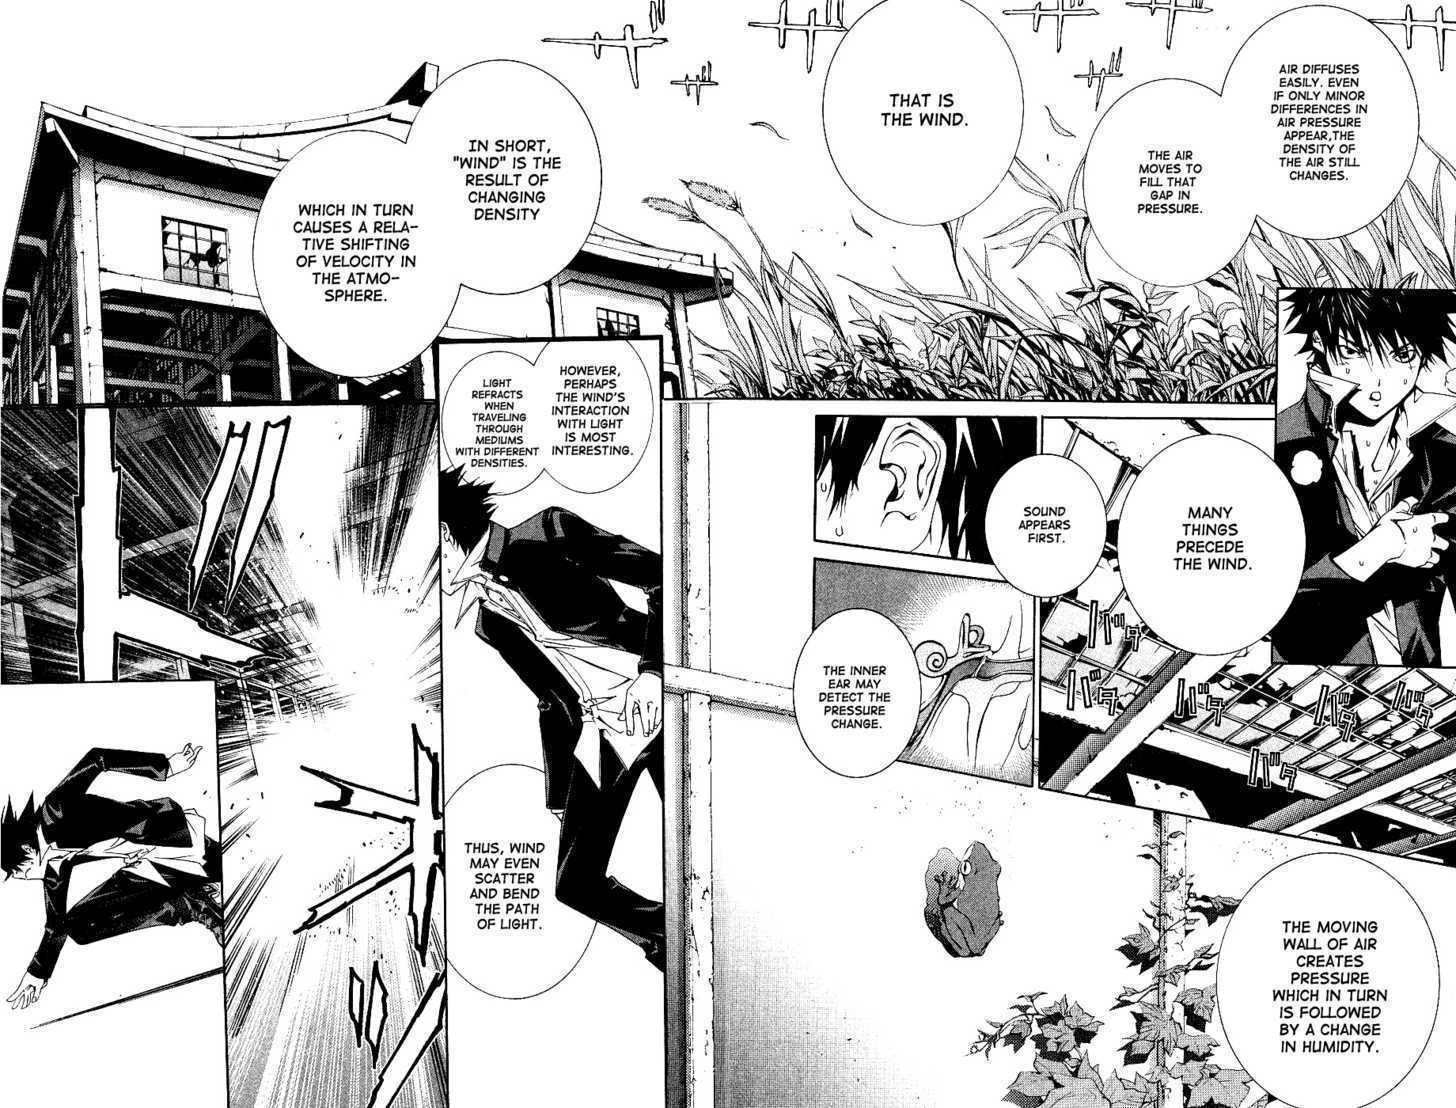 AIR DIFFUSES
EASILY. EVEN
IF ONLY MINOR
DIFFERENCES IN
AIR PRESSURE
APPEAR,THE
DENSITY OF
THE AIR STILL
CHANGES.
THE AIR
MOVES TO
FILL THAT
GAP IN
PRESSURE.
THAT IS
THE WIND.
IN SHORT,
"WIND" IS THE
RESULT OF
CHANGING
DENSITY
WHICH IN TURN
CAUSES A RELA-
TIVE SHIFTING
OF VELOCITY IN
THE ATMO-
SPHERE.
MANY
THINGS
PRECEDE
THE WIND.
SOUND
APPEARS
FIRST.
バタ
バタ
バタ
バタ
バタ
バタ
THE INNER
EAR MAY
DETECT THE
PRESSURE
CHANGE.
THE MOVING
WALL OF AIR
CREATES
PRESSURE
WHICH IN TURN
IS FOLLOWED
BY A CHANGE
IN HUMIDITY.
HOWEVER,
PERHAPS
THE WIND'S
INTERACTION
WITH LIGHT
IS MOST
INTERESTING.
LIGHT
REFRACTS
WHEN
TRAVELING
THROUGH
MEDIUMS
WITH DIFFERENT
DENSITIES.
THUS, WIND
MAY EVEN
SCATTER
AND BEND
THE PATH
OF LIGHT.